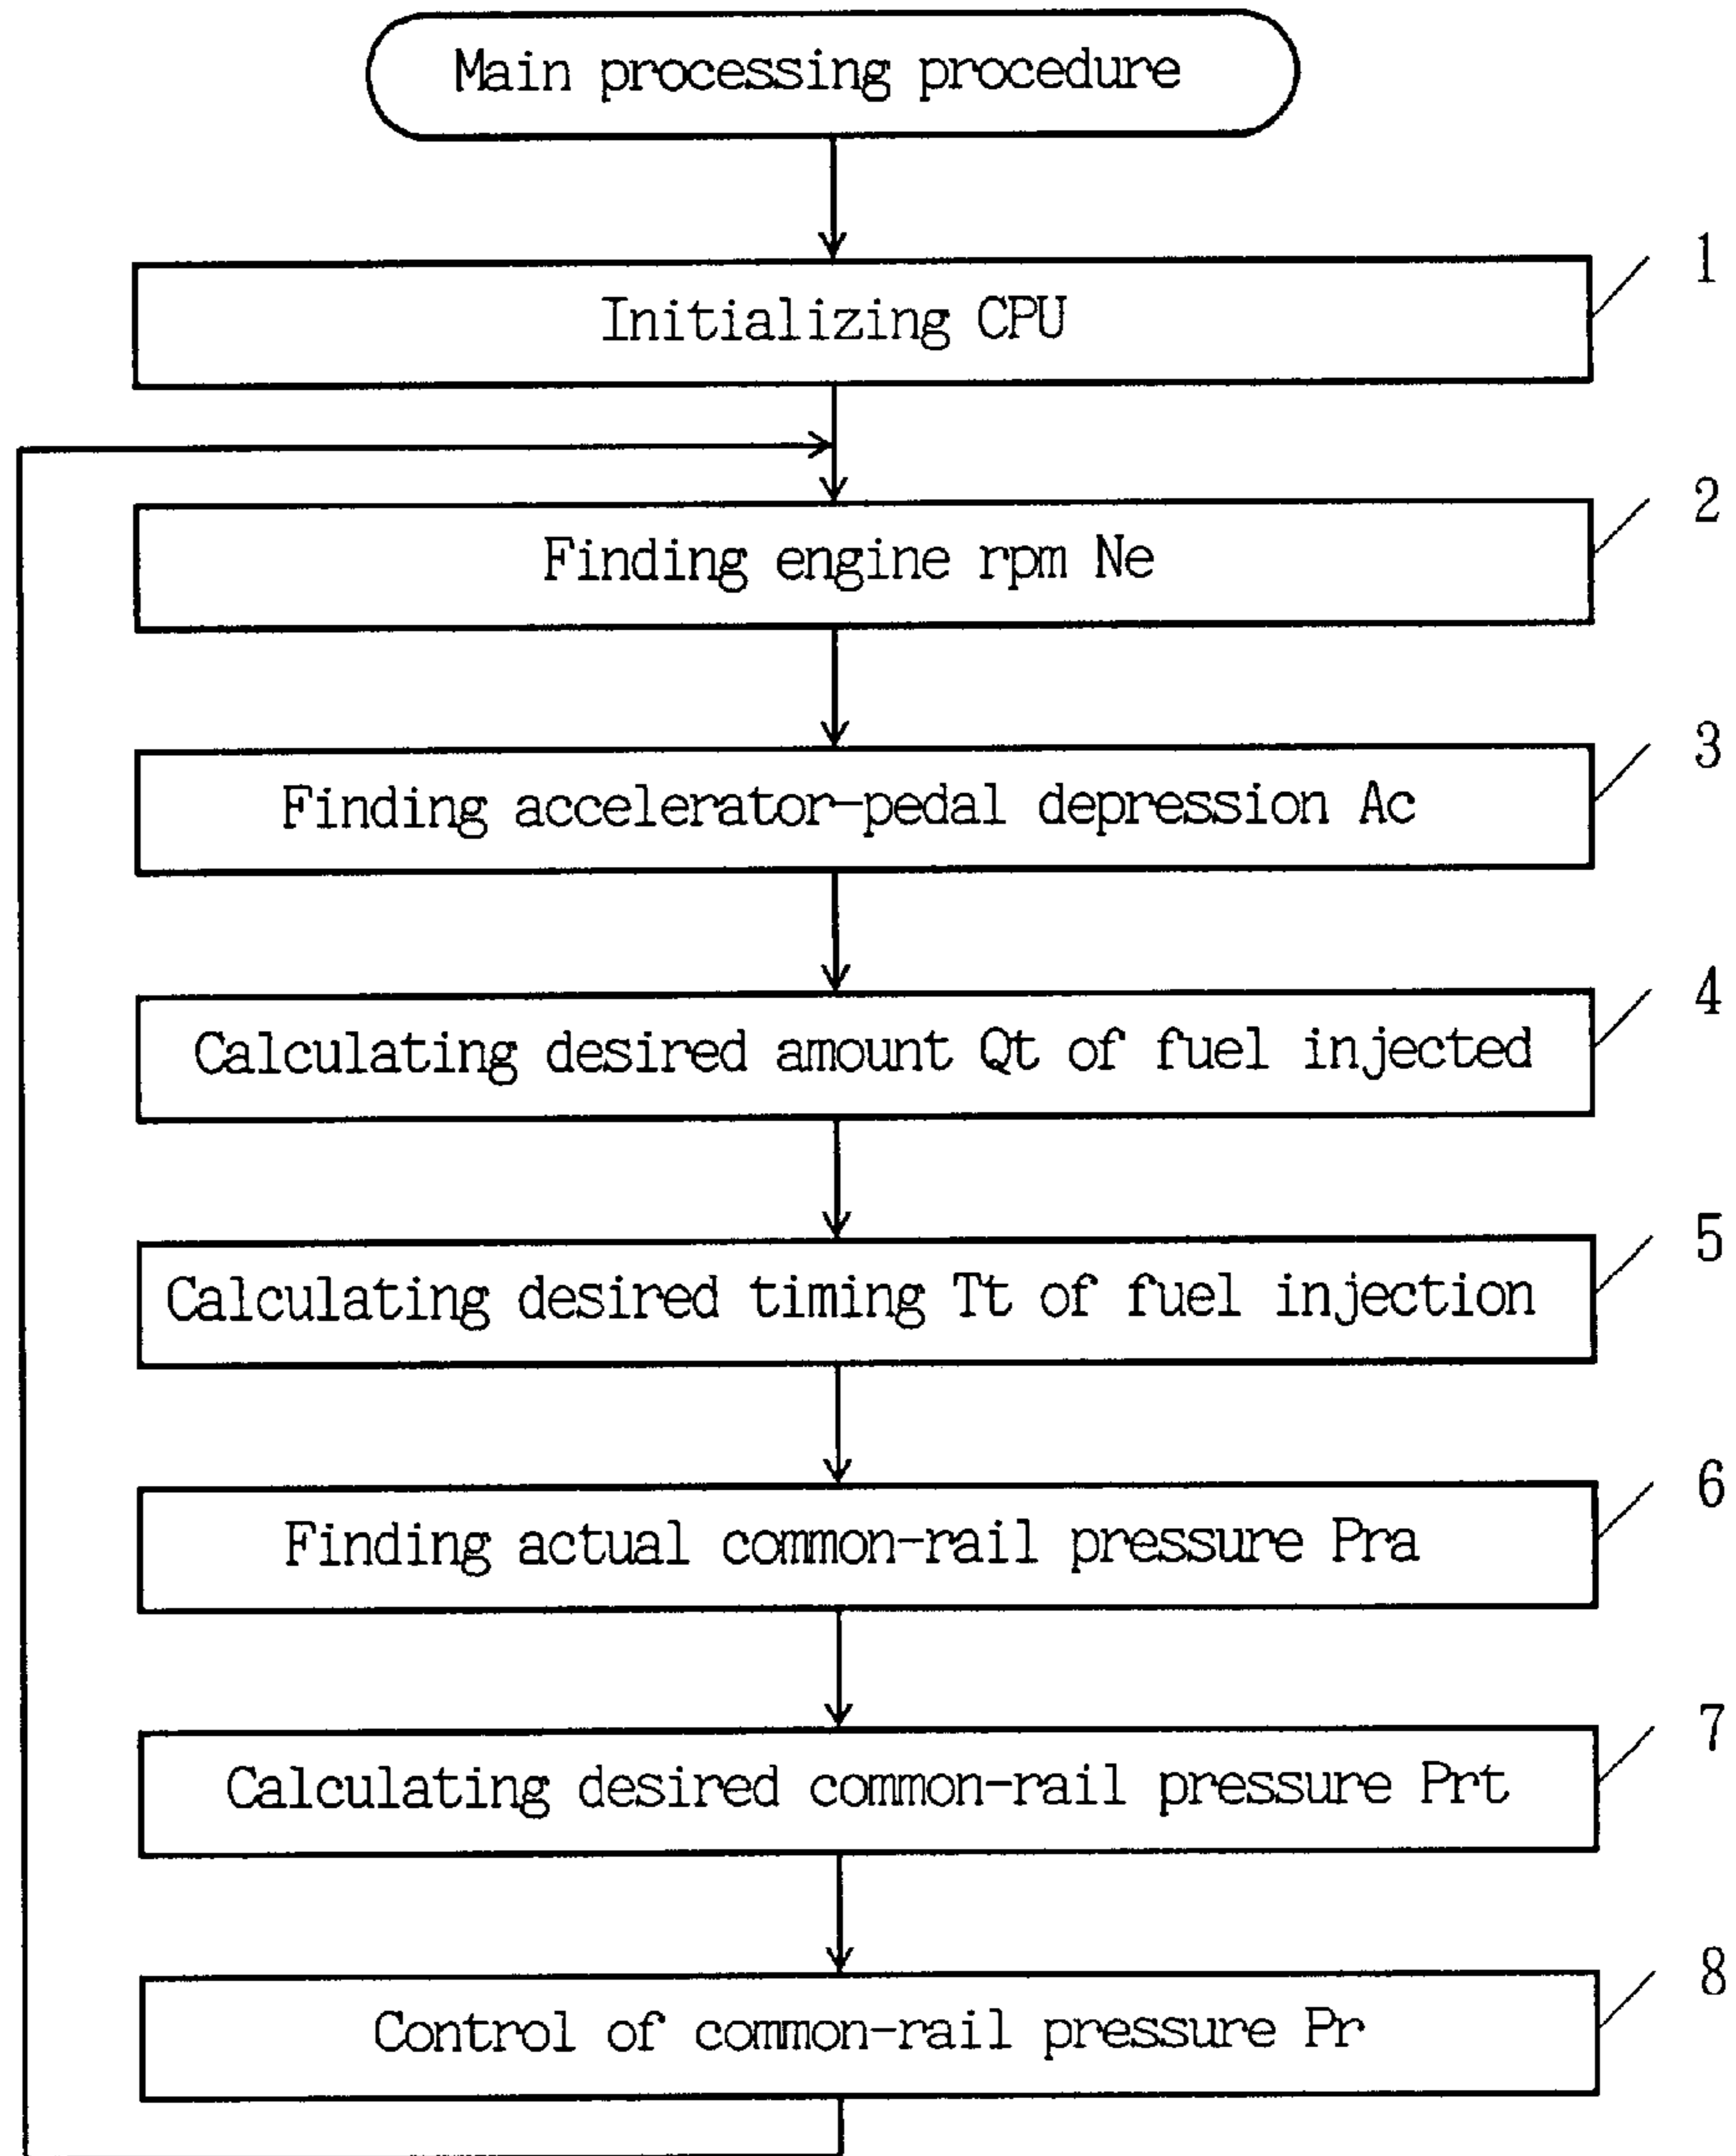 Main processing procedure
1
Initializing CPU
2
Finding engine rpm Ne
3
Finding accelerator-pedal depression Ac
4
Calculating desired amount Qt of fuel injected
5
Calculating desired timing Tt of fuel injection
6
Finding actual common-rail pressure Pra
7
Calculating desired common-rail pressure Prt
8
Control of common-rail pressure Pr